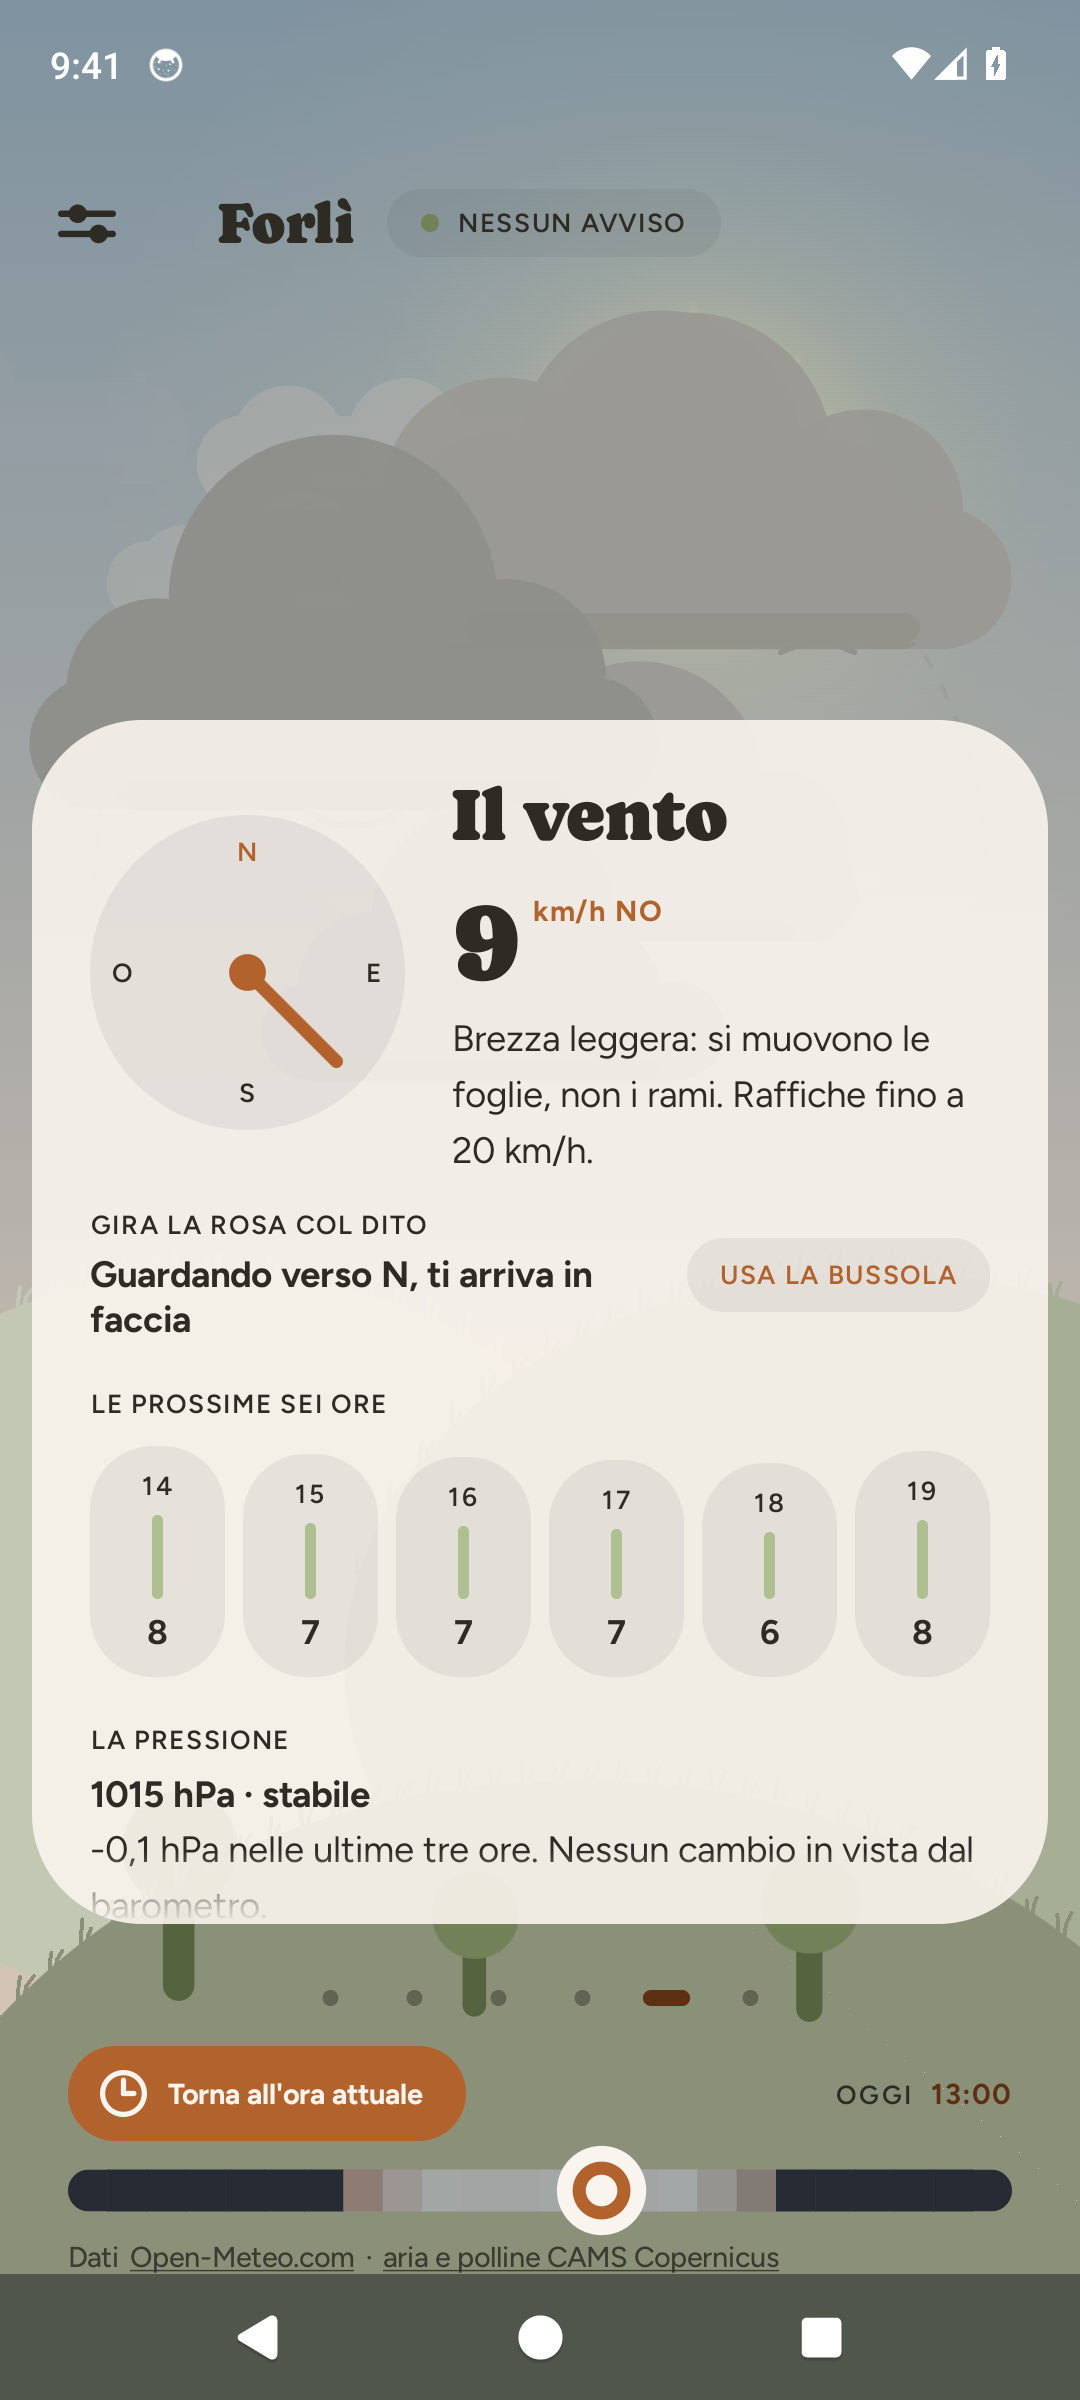 9:41
Forlì
NESSUN AVVISO
Il vento
9 km/h NO
N
O
E
S
Brezza leggera: si muovono le
foglie, non i rami. Raffiche fino a
20 km/h.
GIRA LA ROSA COL DITO
Guardando verso N, ti arriva in
faccia
USA LA BUSSOLA
LE PROSSIME SEI ORE
14 15 16 17 18 19
8 7 7 7 6 8
LA PRESSIONE
1015 hPa · stabile
-0,1 hPa nelle ultime tre ore. Nessun cambio in vista dal
barometro.
Torna all'ora attuale
OGGI 13:00
Dati Open-Meteo.com · aria e polline CAMS Copernicus